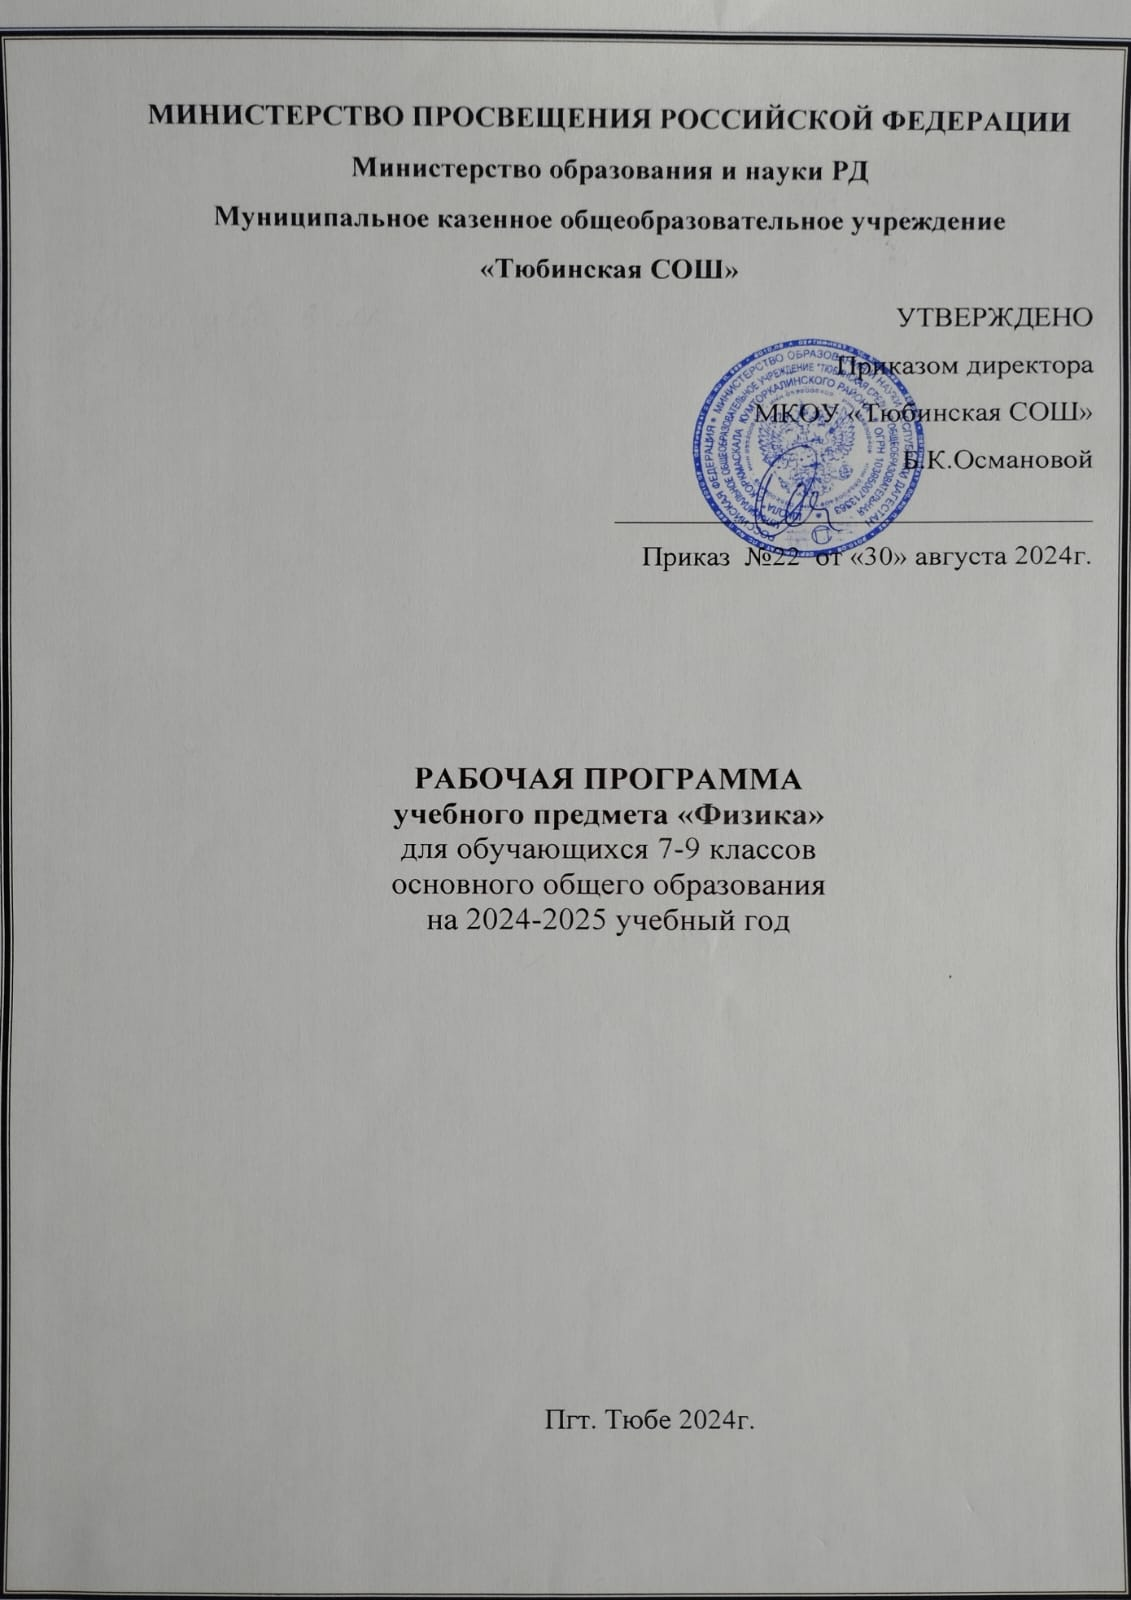 МИНИСТЕРСТВО ПРОСВЕЩЕНИЯ РОССИЙСКОЙ ФЕДЕРАЦИИ
Министерство образования и науки РД
Муниципальное казенное общеобразовательное учреждение
«Тюбинская СОШ»
УТВЕРЖДЕНО
Приказом директора
МКОУ «Тюбинская СОШ»
Б.К.Османовой
Приказ №22 от «30» августа 2024г.
РАБОЧАЯ ПРОГРАММА
учебного предмета «Физика»
для обучающихся 7-9 классов
основного общего образования
на 2024-2025 учебный год
Пгт. Тюбе 2024г.